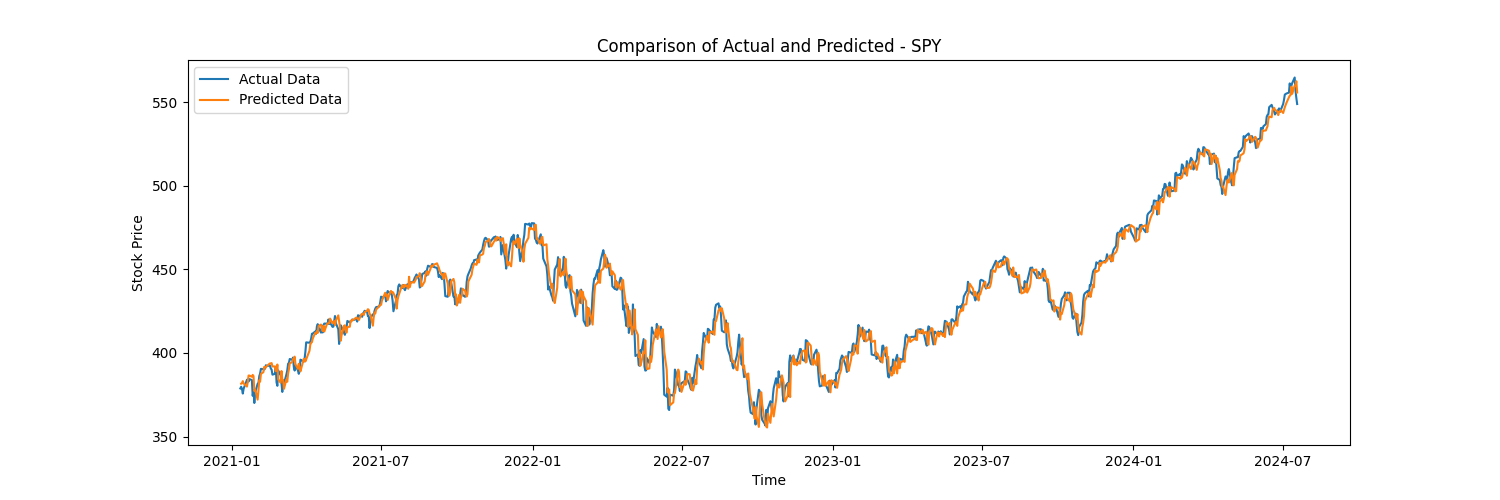 Comparison of Actual and Predicted - SPY
Actual Data
Predicted Data
Stock Price
550
500
450
400
350
2021-01
2021-07
2022-01
2022-07
2023-01
2023-07
2024-01
2024-07
Time